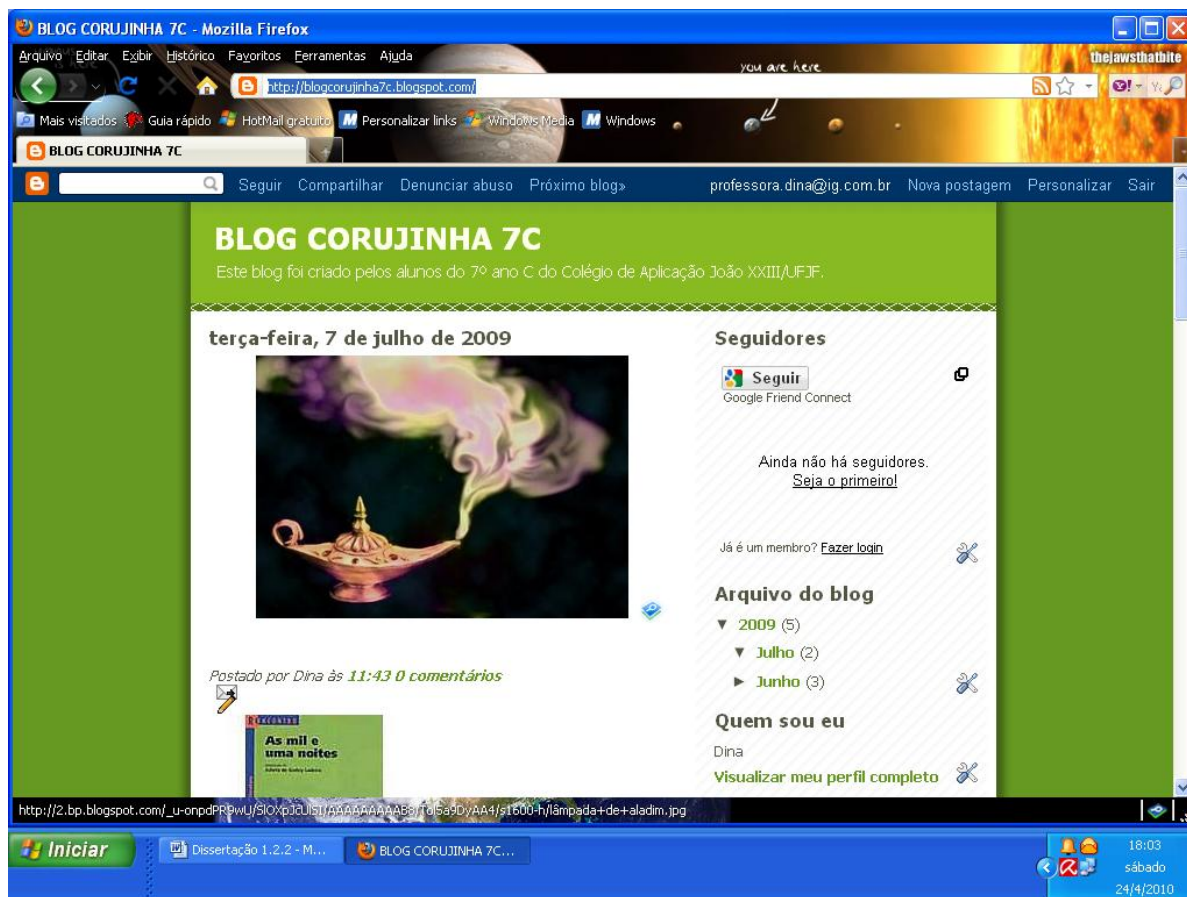 BLOG CORUJINHA 7C - Mozilla Firefox
Arquivo Editar Exibir Histórico Favoritos Ferramentas Ajuda
you are here
thejawsthatbite
http://blogcorujinha7c.blogspot.com/
Mais visitados Guia rápido HotMail gratuito Personalizar links Windows Media Windows
BLOG CORUJINHA 7C
Seguir Compartilhar Denunciar abuso Próximo blog» professora.dina@ig.com.br Nova postagem Personalizar Sair
BLOG CORUJINHA 7C
Este blog foi criado pelos alunos do 7º ano C do Colégio de Aplicação João XXIII/UFJF.
terça-feira, 7 de julho de 2009
Postado por Dina às 11:43 0 comentários
As mil e
uma noites
Seguidores
Seguir
Google Friend Connect
Ainda não há seguidores.
Seja o primeiro!
Já é um membro? Fazer login
Arquivo do blog
▼ 2009 (5)
▼ Julho (2)
► Junho (3)
Quem sou eu
Dina
Visualizar meu perfil completo
Iniciar
Dissertação 1.2.2 - M...
BLOG CORUJINHA 7C...
18:03
sábado
24/4/2010